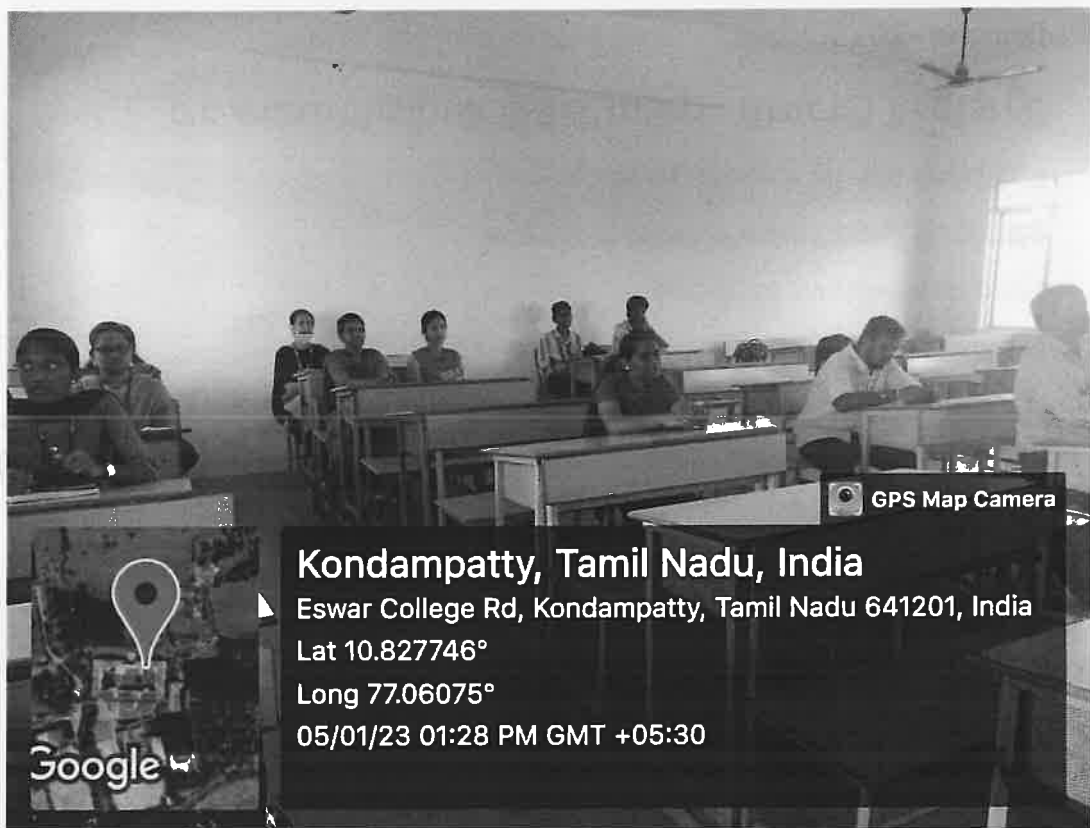 GPS Map Camera
Kondampatty, Tamil Nadu, India
Eswar College Rd, Kondampatty, Tamil Nadu 641201, India
Lat 10.827746°
Long 77.06075°
05/01/23 01:28 PM GMT +05:30
Google